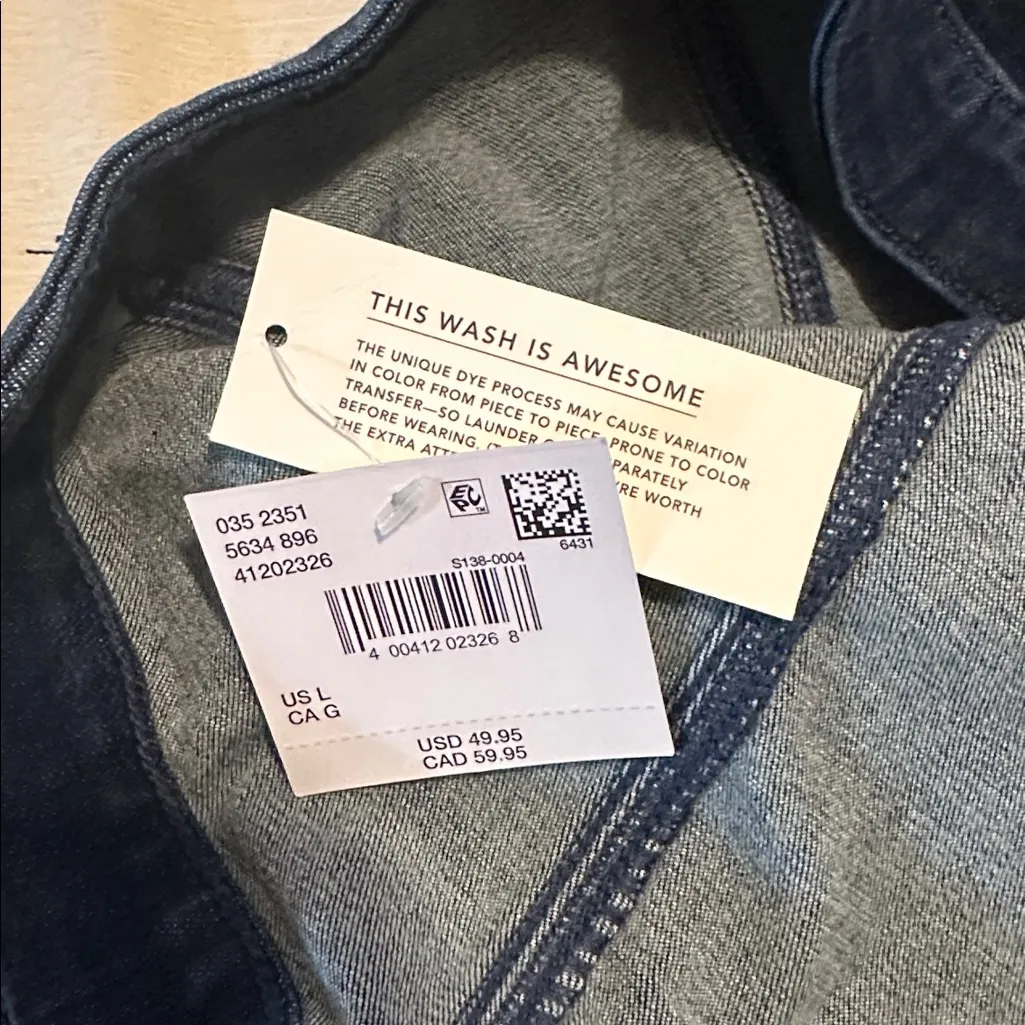 THIS WASH IS AWESOME
THE UNIQUE DYE PROCESS MAY CAUSE VARIATION
IN COLOR FROM PIECE TO PIECE PRONE TO COLOR
TRANSFER—SO LAUNDER PARATELY
BEFORE WEARING. 'RE WORTH
THE EXTRA ATT
035 2351
5634 896
41202326
EPC™
6431
S138-0004
4 00412 02326 8
US L
CA G
USD 49.95
CAD 59.95